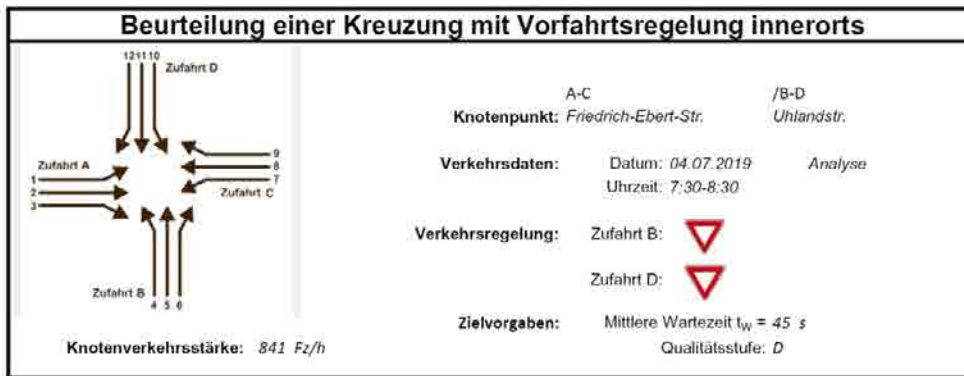 Beurteilung einer Kreuzung mit Vorfahrtsregelung innerorts
12 11 10
Zufahrt D
Zufahrt A
1
2
3
9
8
7
Zufahrt C
Zufahrt B
4 5 6
Knotenverkehrsstärke: 841 Fz/h
A-C /B-D
Knotenpunkt: Friedrich-Ebert-Str. Uhlandstr.
Verkehrsdaten: Datum: 04.07.2019 Analyse
Uhrzeit: 7:30-8:30
Verkehrsregelung: Zufahrt B:
Zufahrt D:
Zielvorgaben: Mittlere Wartezeit tw = 45 s
Qualitätsstufe: D